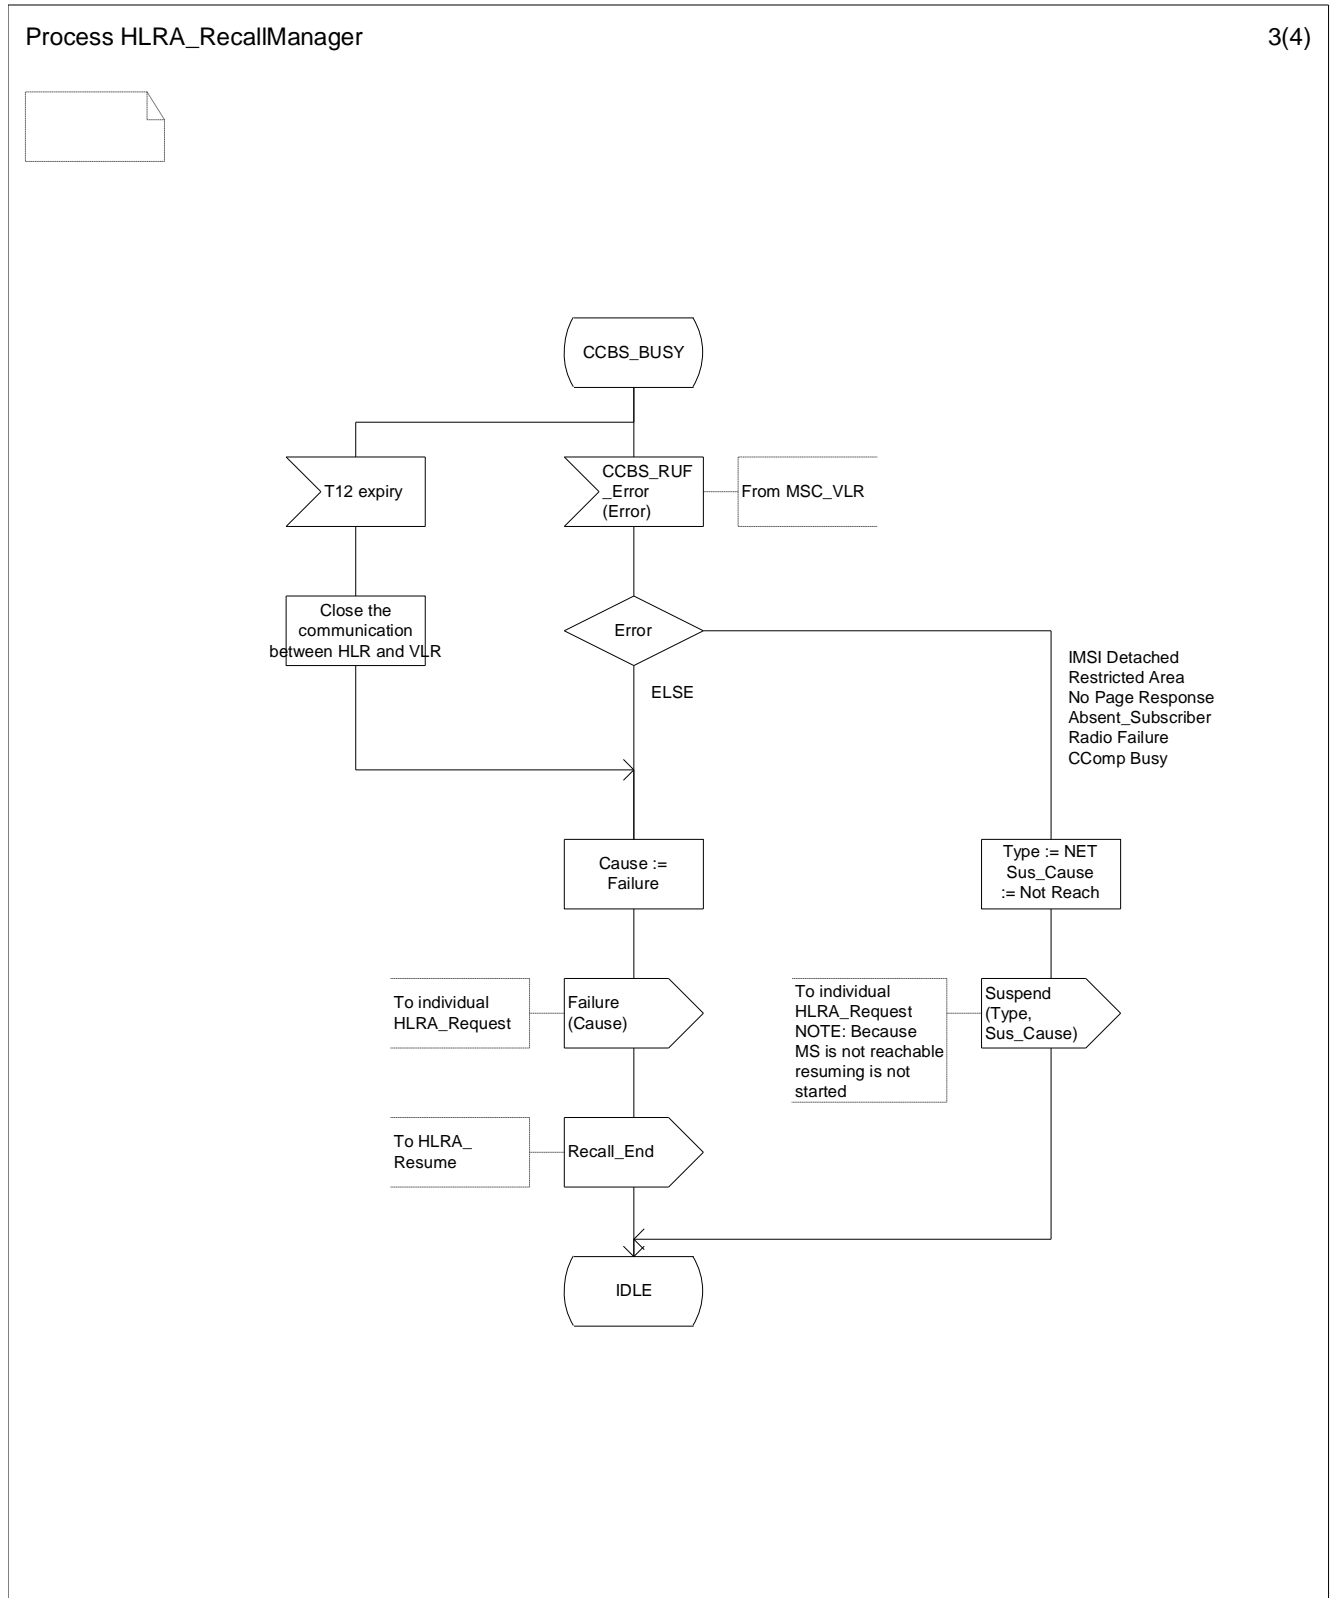 Process HLRA_RecallManager
3(4)
CCBS_BUSY
T12 expiry
CCBS_RUF
_Error
(Error)
From MSC_VLR
Close the
communication
between HLR and VLR
Error
ELSE
IMSI Detached
Restricted Area
No Page Response
Absent_Subscriber
Radio Failure
CComp Busy
Cause :=
Failure
Type := NET
Sus_Cause
:= Not Reach
To individual
HLRA_Request
Failure
(Cause)
To individual
HLRA_Request
NOTE: Because
MS is not reachable
resuming is not
started
Suspend
(Type,
Sus_Cause)
To HLRA_
Resume
Recall_End
IDLE